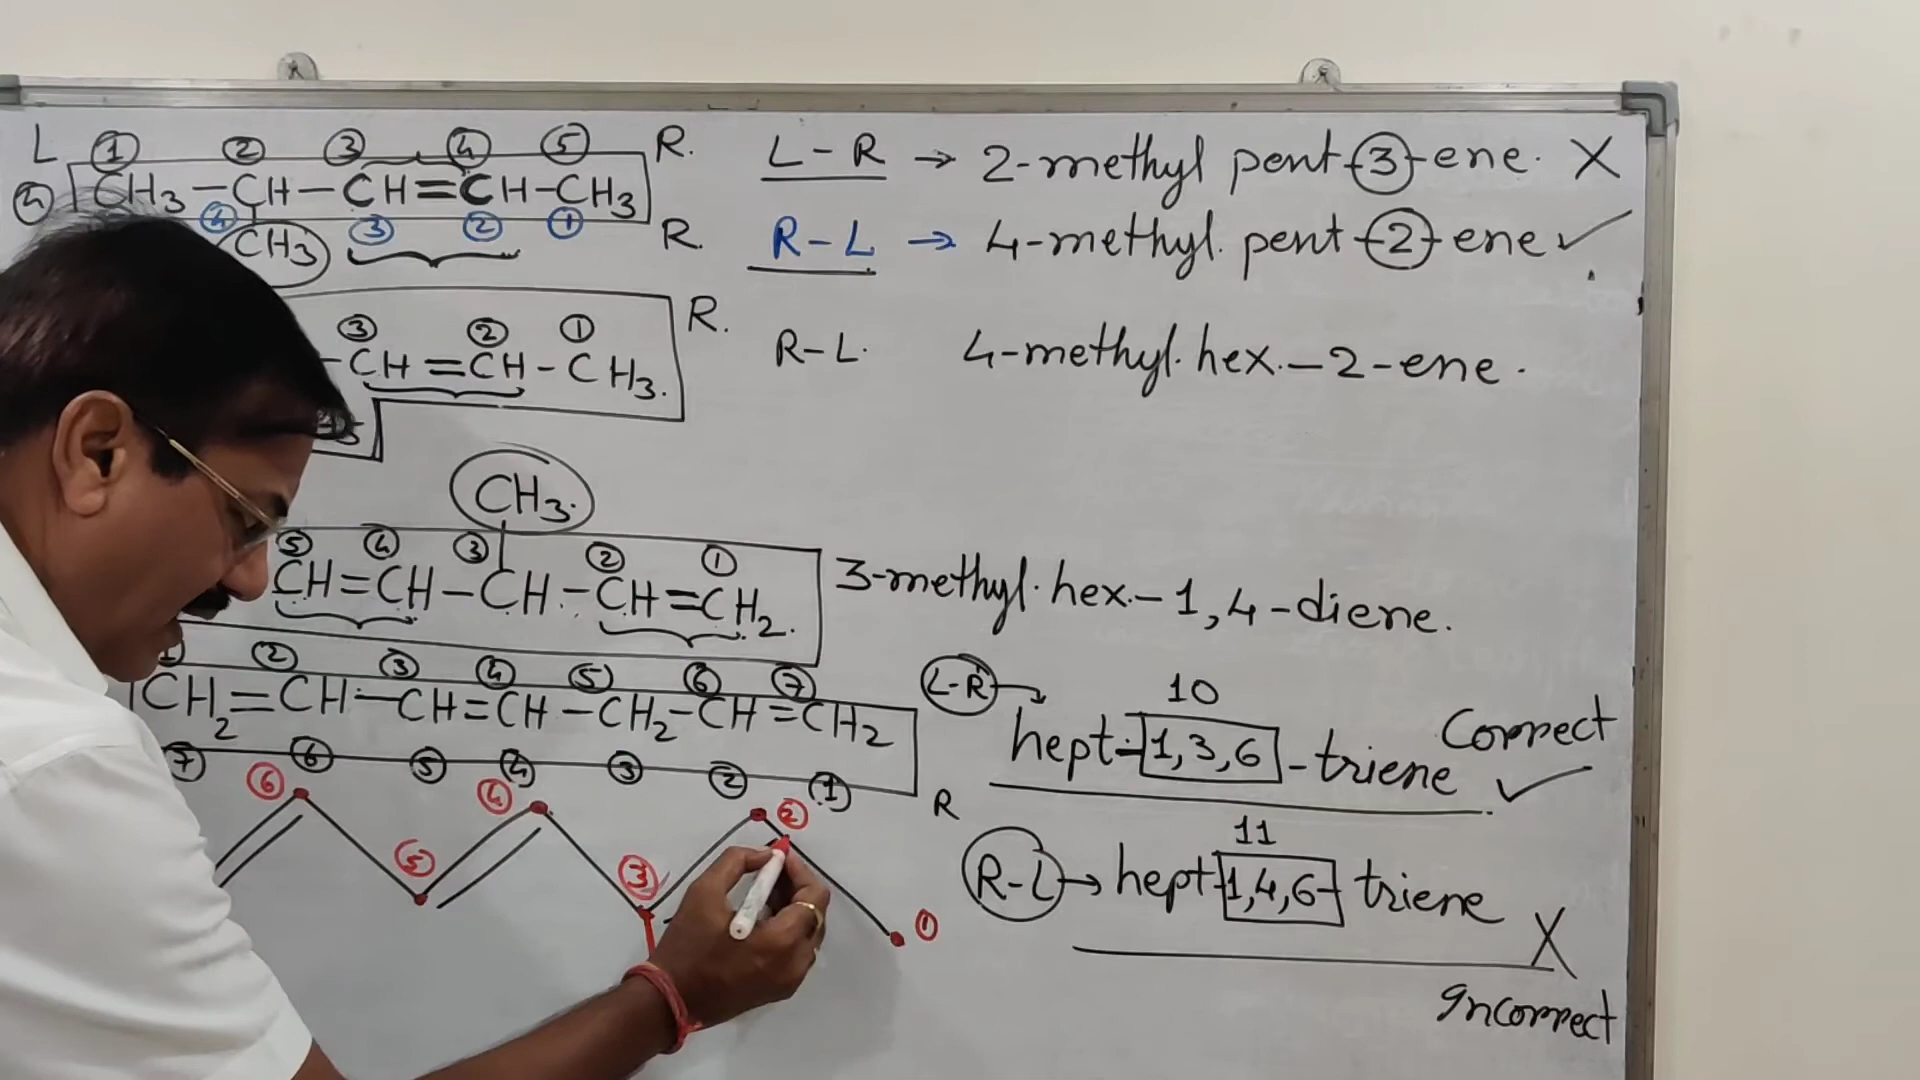 L ① ② ③ ④ ⑤ R. L-R → 2-methyl pent-③-ene. X
④ CH3-CH-CH=CH-CH3
④ ③ ② ① R. R-L → 4-methyl. pent-②-ene ✓
CH3
③ ② ① R.
-CH=CH-CH3. R-L. 4-methyl. hex.-2-ene.
CH3.
⑤ ④ ③ ② ①
CH=CH-CH-CH=CH2. 3-methyl. hex.-1,4-diene.
① ② ③ ④ ⑤ ⑥ ⑦ L-R → 10
CH2=CH-CH=CH-CH2-CH=CH2 hept-1,3,6-triene Correct ✓
⑦ ⑥ ⑤ ④ ③ ② ①
⑥ ④ ② R 11
⑤ ③ R-L → hept-1,4,6-triene X
①
Incorrect